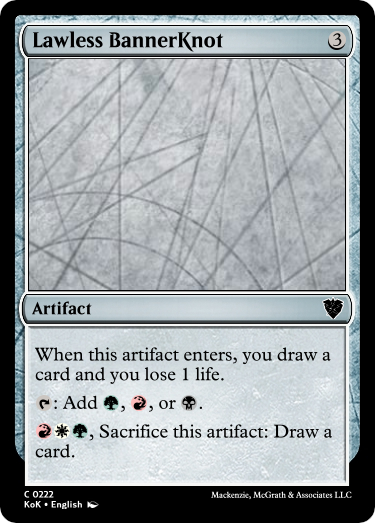 Lawless BannerKnot 3
Artifact
When this artifact enters, you draw a
card and you lose 1 life.
: Add , , or .
, Sacrifice this artifact: Draw a
card.
C 0222
KoK • English
Mackenzie, McGrath & Associates LLC